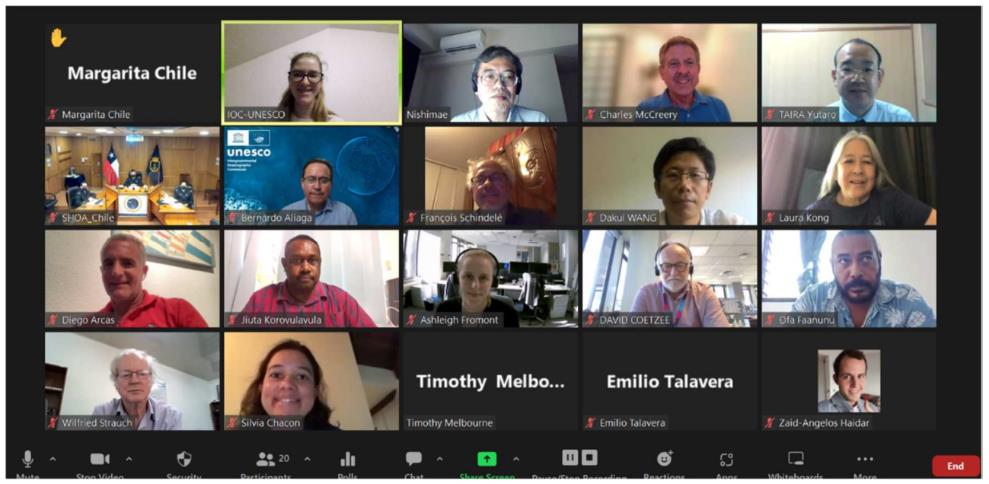 Margarita Chile
Margarita Chile
IOC-UNESCO
Nishimae
Charles McCreery
TAIRA Yutaro
SHOA_Chile
unesco
Intergovernmental
Oceanographic
Commission
Bernardo Aliaga
François Schindelé
Dakui WANG
Laura Kong
Diego Arcas
Jiuta Korovulavula
Ashleigh Fromont
DAVID COETZEE
Ofa Faanunu
Wilfried Strauch
Silvia Chacon
Timothy Melbo...
Timothy Melbourne
Emilio Talavera
Emilio Talavera
Zaid-Angelos Haidar
Mute
Stop Video
Security
20
Participants
Polls
Chat
Share Screen
Pause/Stop Recording
Reactions
Apps
Whiteboards
More
End